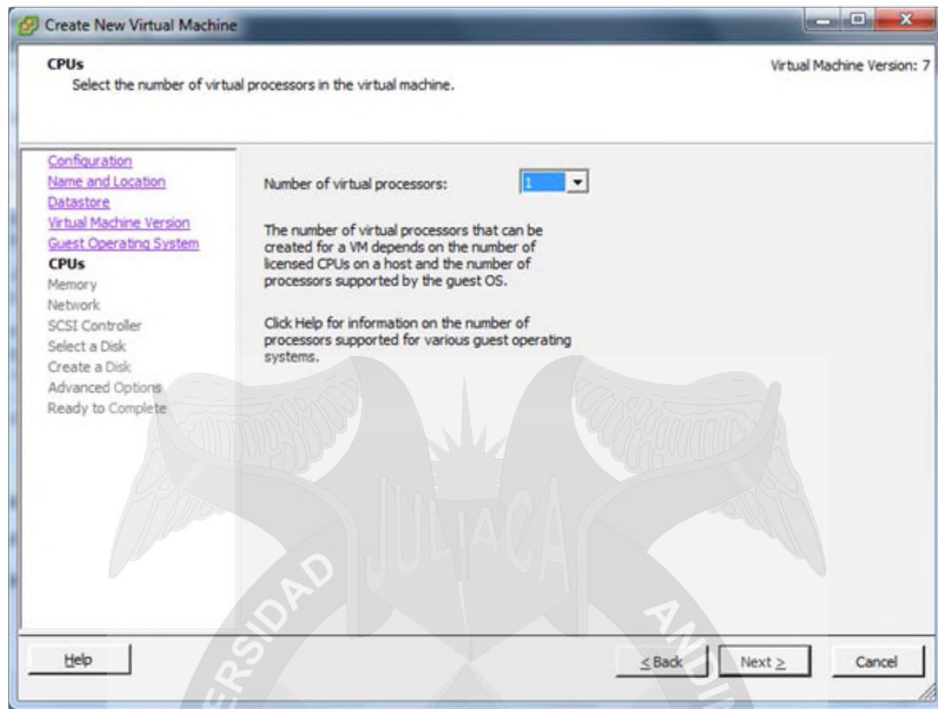 Create New Virtual Machine
CPUs
Select the number of virtual processors in the virtual machine.
Virtual Machine Version: 7
Configuration
Name and Location
Datastore
Virtual Machine Version
Guest Operating System
CPUs
Memory
Network
SCSI Controller
Select a Disk
Create a Disk
Advanced Options
Ready to Complete
Number of virtual processors:
1
The number of virtual processors that can be
created for a VM depends on the number of
licensed CPUs on a host and the number of
processors supported by the guest OS.
Click Help for information on the number of
processors supported for various guest operating
systems.
JULIACA
ERSIDAD
ANDI
Help
≤ Back
Next ≥
Cancel